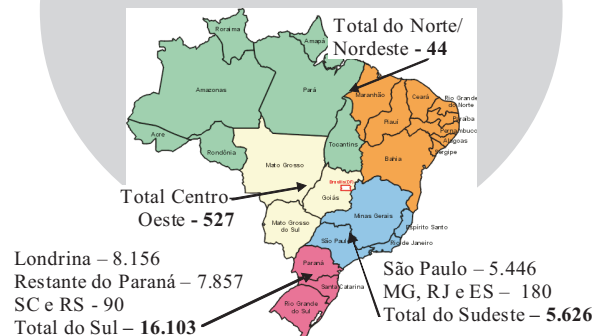 Total do Norte/
Nordeste - 44
Roraima
Amapá
Amazonas
Pará
Maranhão
Ceará
Rio Grande
do Norte
Paraíba
Piauí
Pernambuco
Alagoas
Sergipe
Acre
Rondônia
Tocantins
Bahia
Mato Grosso
Brasília (DF)
Goiás
Total Centro
Oeste - 527
Minas Gerais
Mato Grosso
do Sul
Espirito Santo
São Paulo
Rio de Janeiro
Paraná
Santa Catarina
Rio Grande
do Sul
Londrina – 8.156
Restante do Paraná – 7.857
SC e RS - 90
Total do Sul – 16.103
São Paulo – 5.446
MG, RJ e ES – 180
Total do Sudeste – 5.626